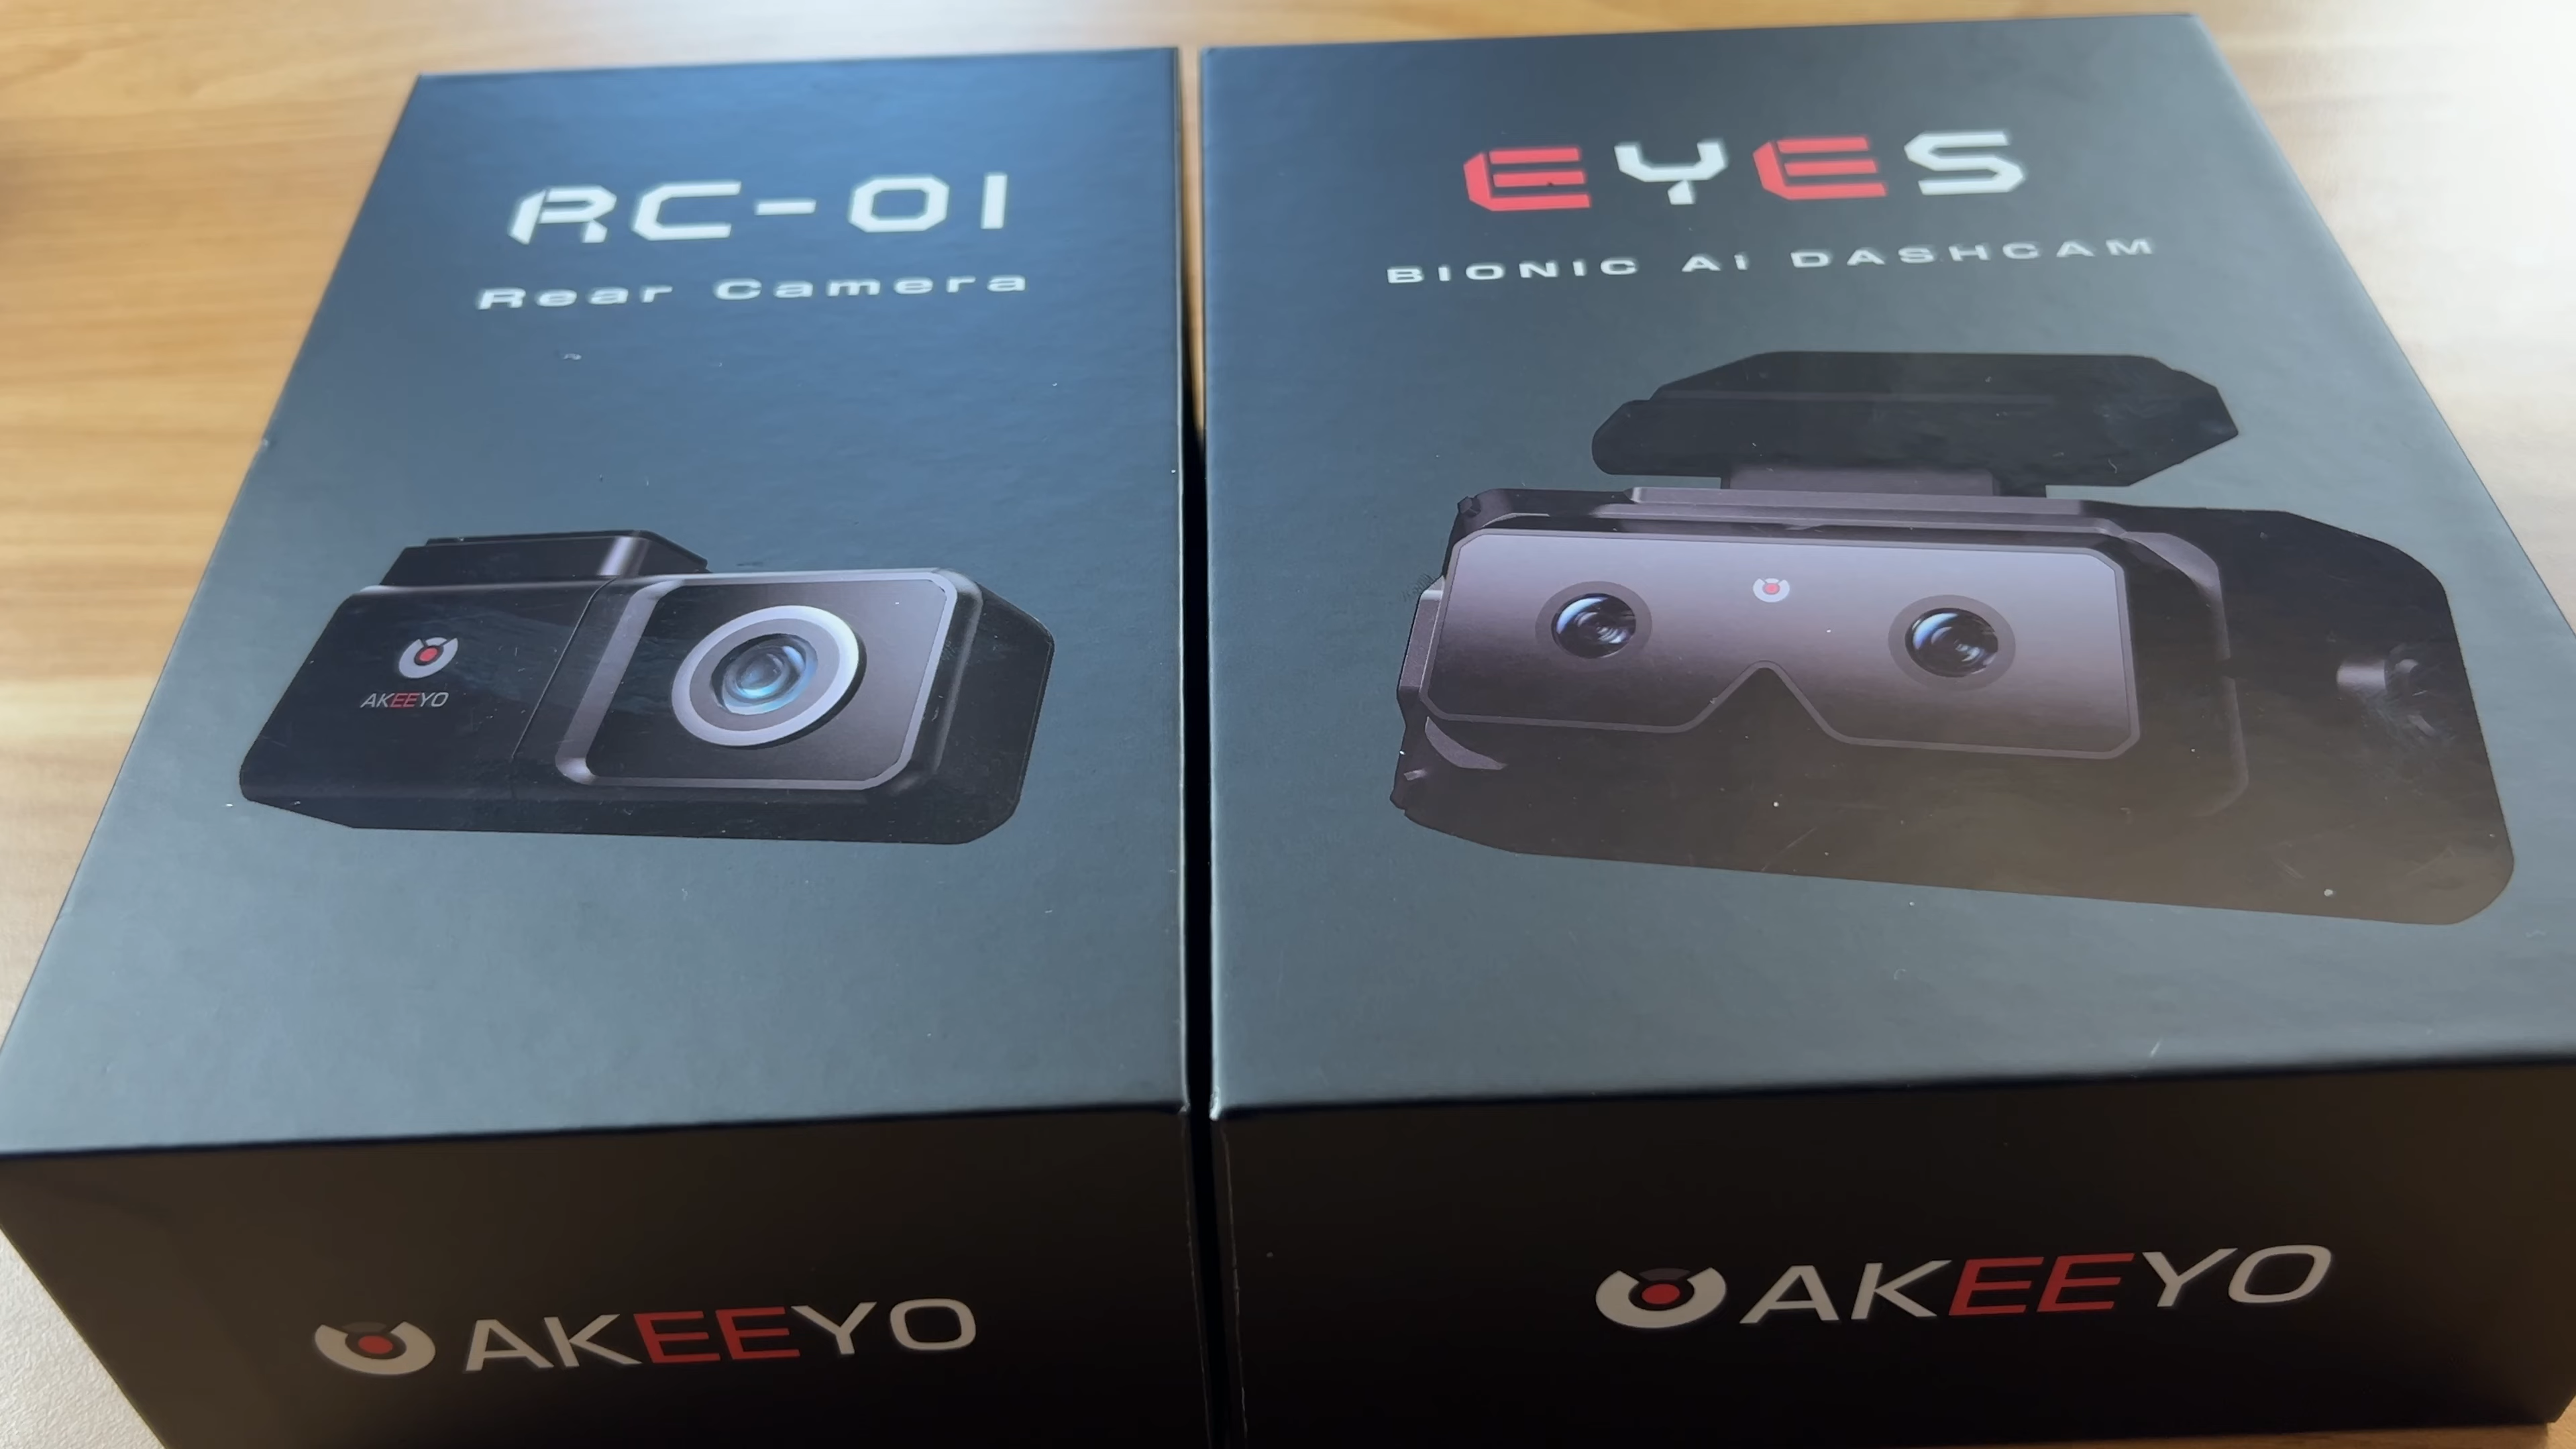 RC-01
Rear Camera
AKEEYO
AKEEYO
EYES
BIONIC Ai DASHCAM
AKEEYO